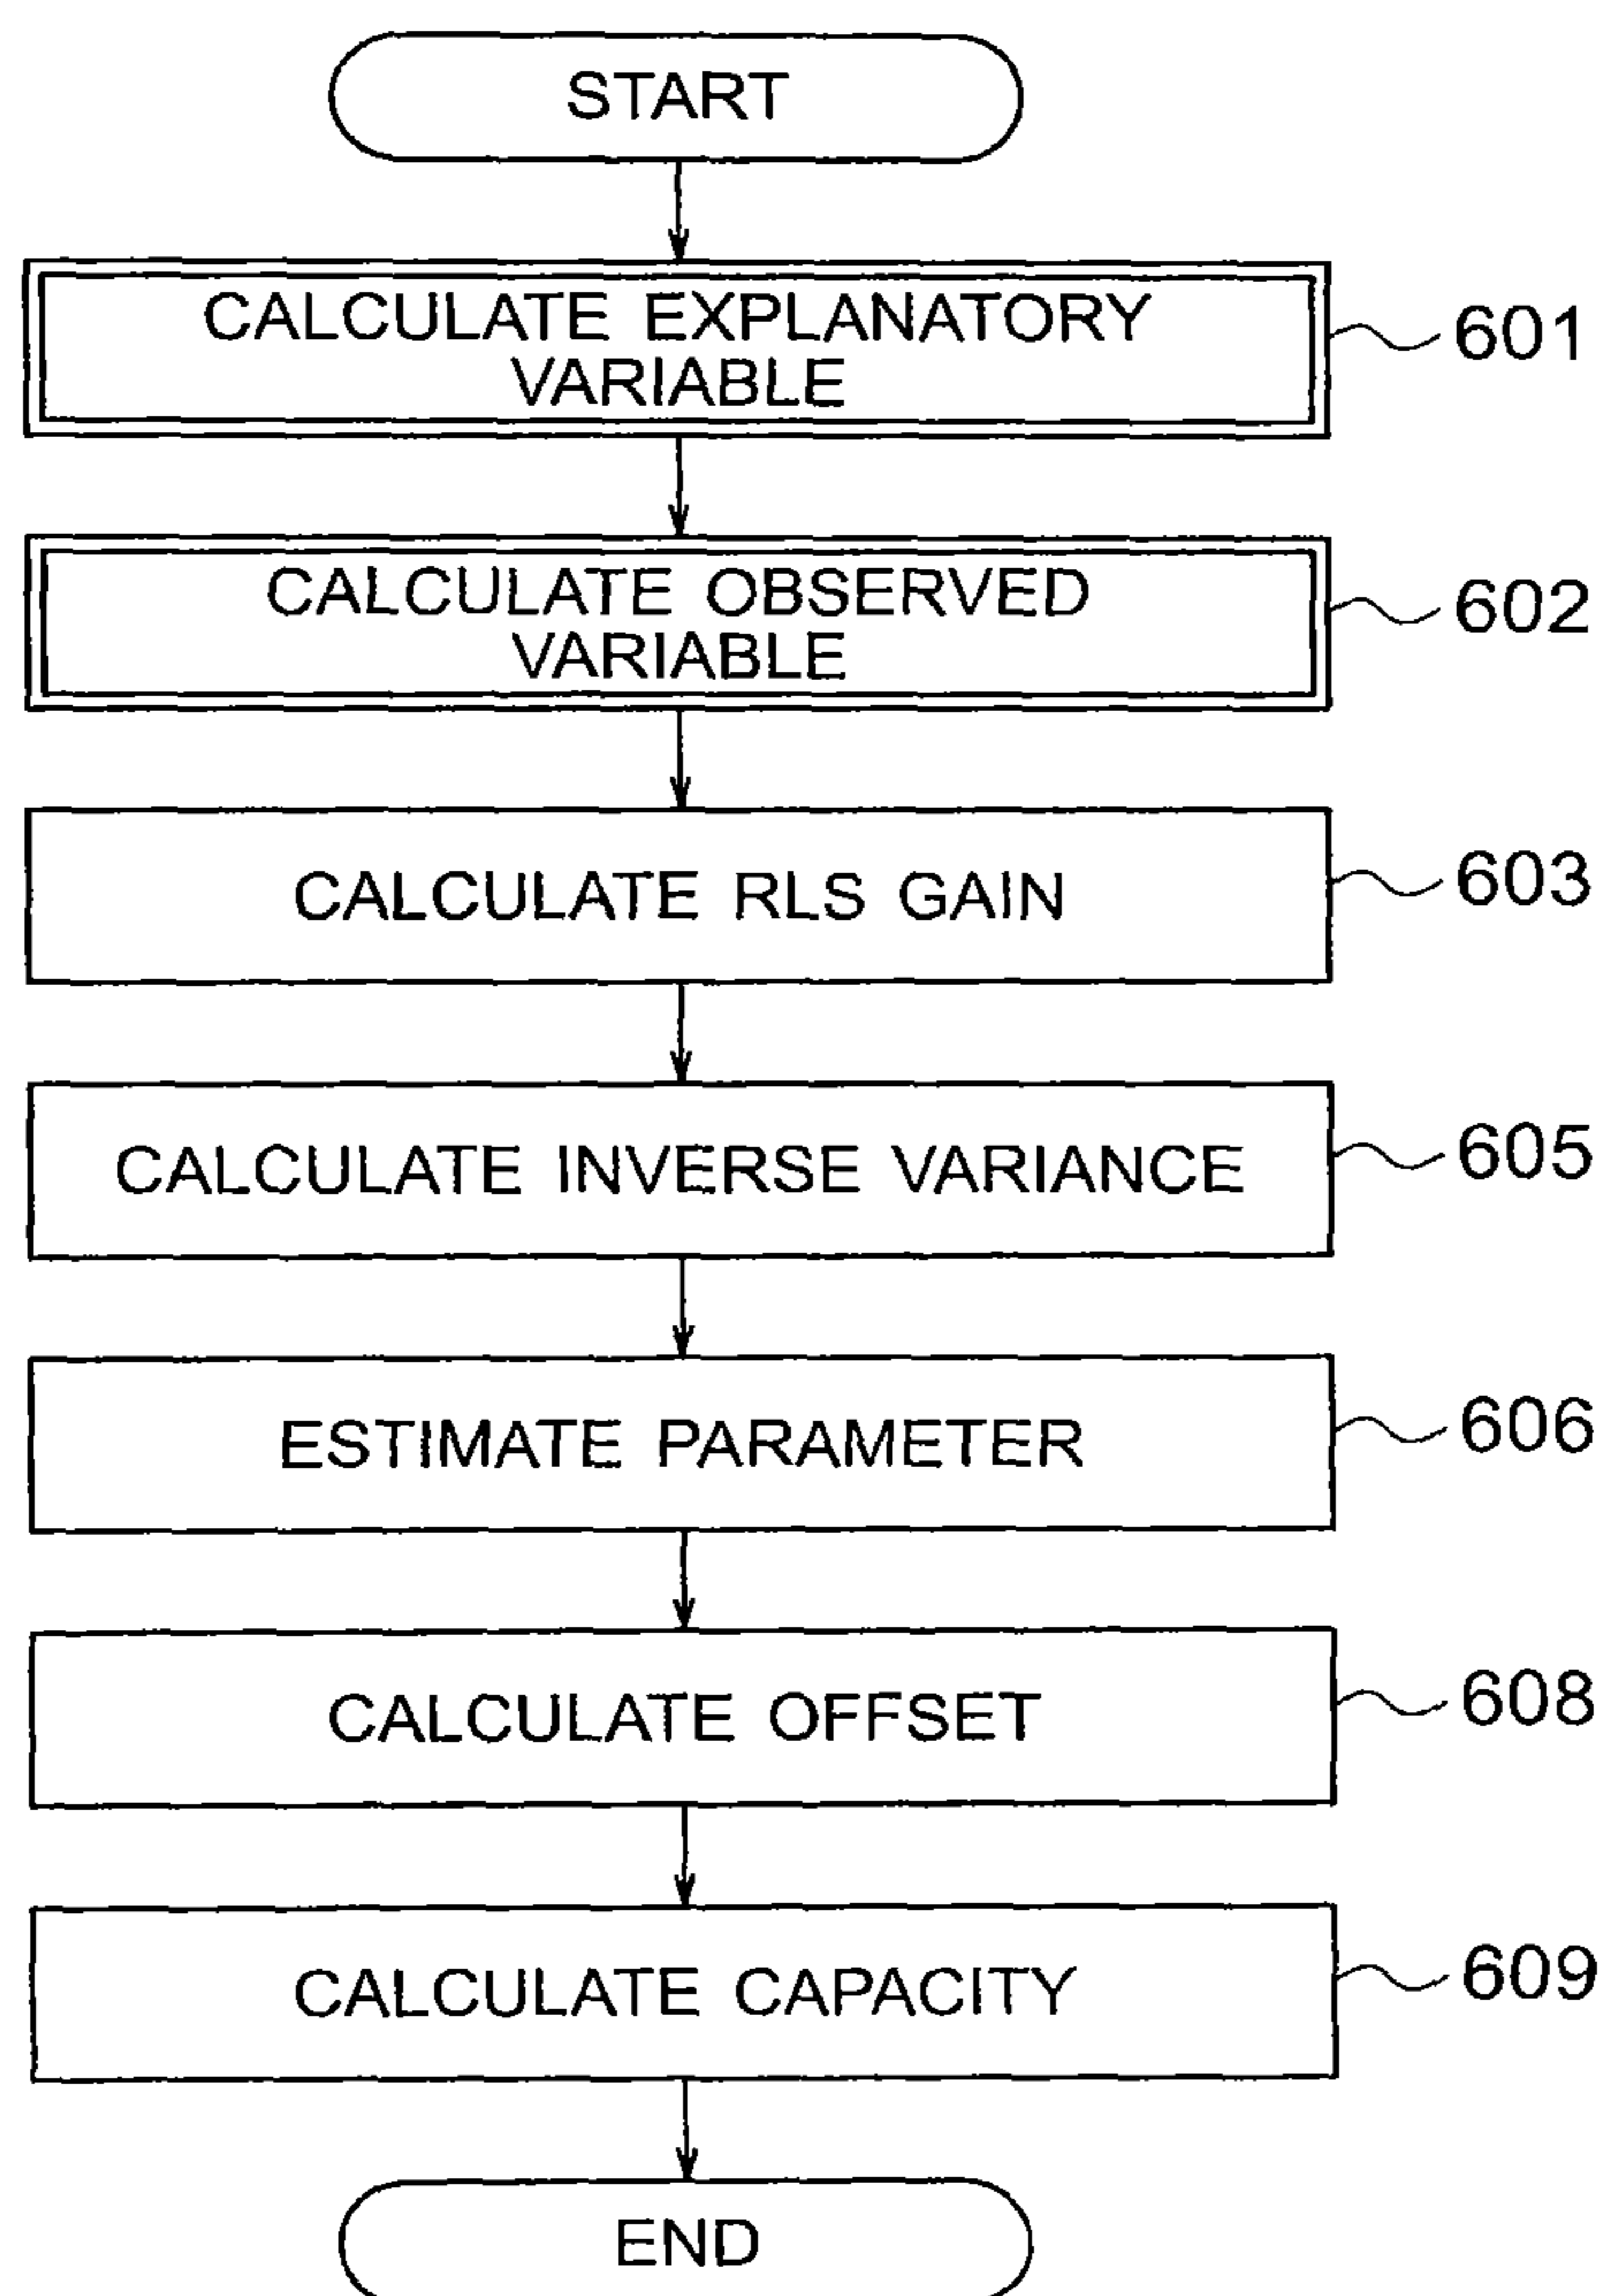 START
CALCULATE EXPLANATORY
VARIABLE
601
CALCULATE OBSERVED
VARIABLE
602
CALCULATE RLS GAIN
603
CALCULATE INVERSE VARIANCE
605
ESTIMATE PARAMETER
606
CALCULATE OFFSET
608
CALCULATE CAPACITY
609
END